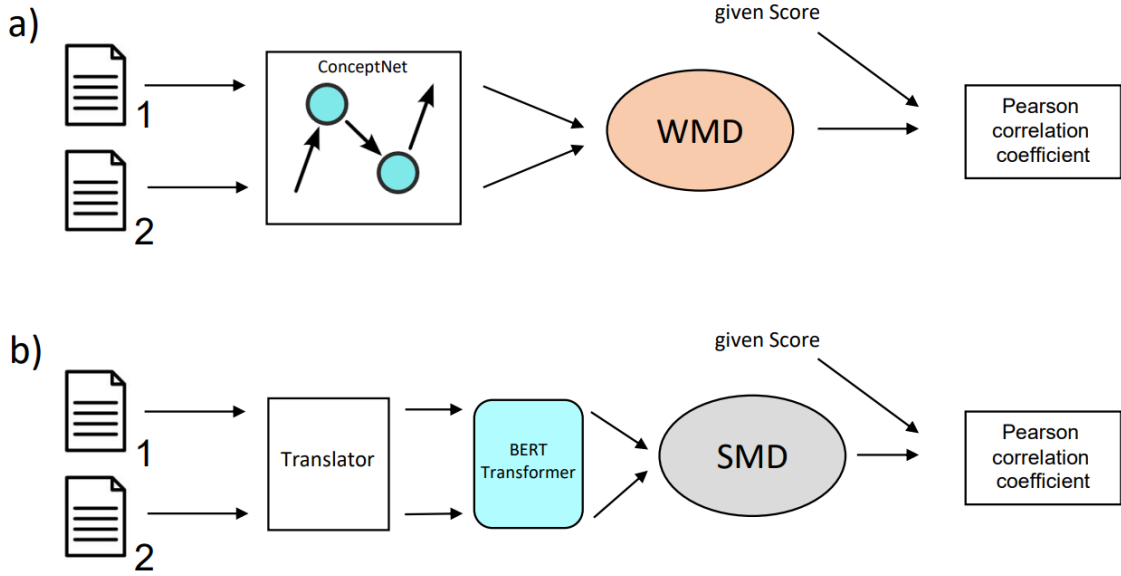 a)
given Score
1
2
ConceptNet
WMD
Pearson
correlation
coefficient
b)
given Score
1
2
Translator
BERT
Transformer
SMD
Pearson
correlation
coefficient